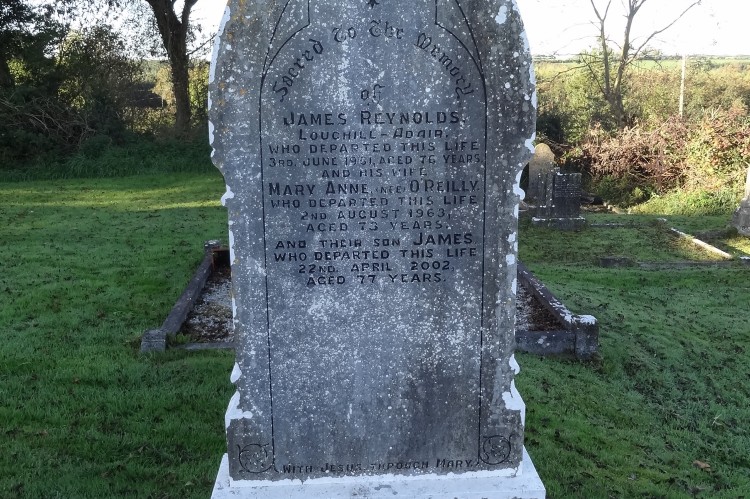 Sacred To The Memory
of
JAMES REYNOLDS,
LOUGHILL-ADAIR,
WHO DEPARTED THIS LIFE
3RD. JUNE 1951, AGED 76 YEARS
AND HIS WIFE
MARY ANNE, (NEE) O'REILLY
WHO DEPARTED THIS LIFE
2ND AUGUST 1963,
AGED 73 YEARS.
AND THEIR SON JAMES
WHO DEPARTED THIS LIFE
22ND. APRIL 2002,
AGED 77 YEARS.
WITH JESUS THROUGH MARY